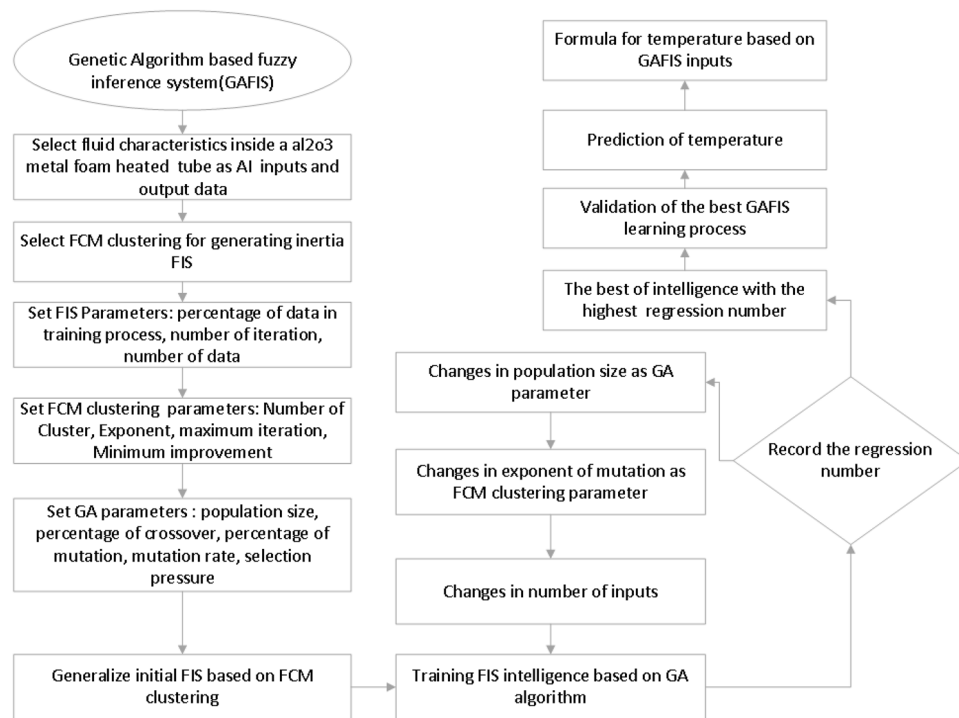 Genetic Algorithm based fuzzy
inference system(GAFIS)
Select fluid characteristics inside a al2o3
metal foam heated tube as AI inputs and
output data
Select FCM clustering for generating inertia
FIS
Set FIS Parameters: percentage of data in
training process, number of iteration,
number of data
Set FCM clustering parameters: Number of
Cluster, Exponent, maximum iteration,
Minimum improvement
Set GA parameters : population size,
percentage of crossover, percentage of
mutation, mutation rate, selection
pressure
Generalize initial FIS based on FCM
clustering
Training FIS intelligence based on GA
algorithm
Changes in number of inputs
Changes in exponent of mutation as
FCM clustering parameter
Changes in population size as GA
parameter
Record the regression
number
The best of intelligence with the
highest regression number
Validation of the best GAFIS
learning process
Prediction of temperature
Formula for temperature based on
GAFIS inputs